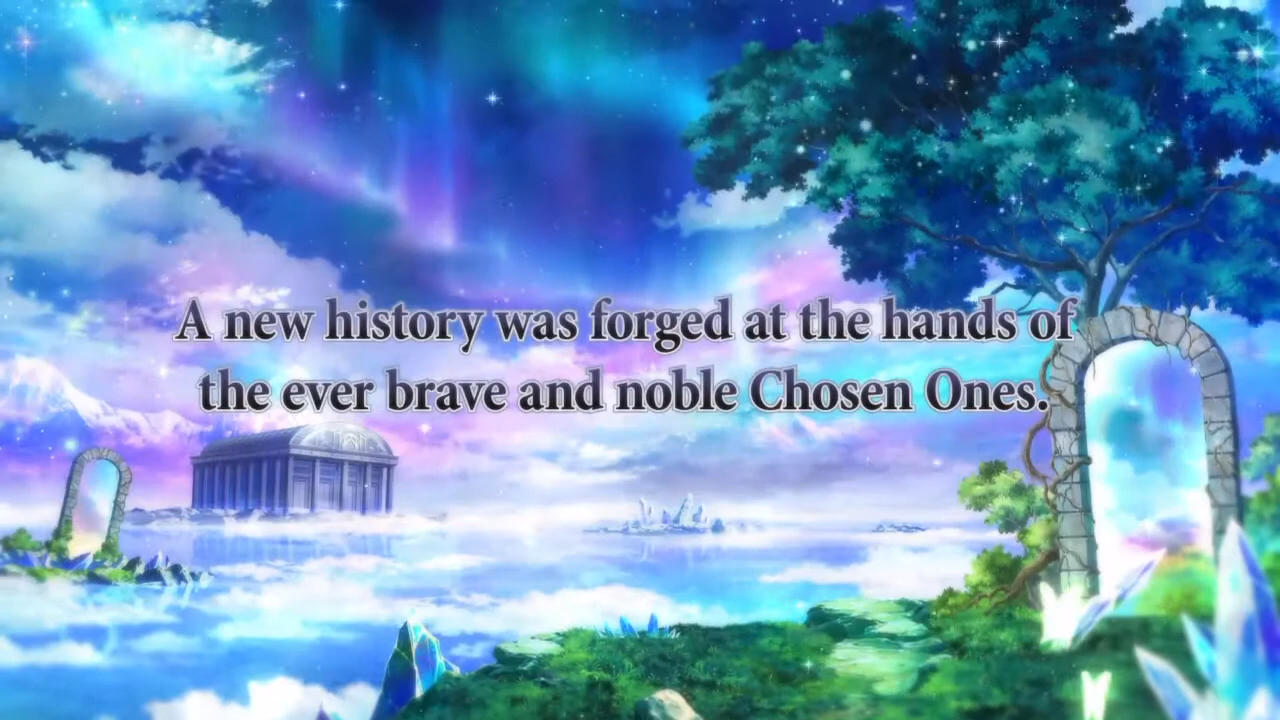 A new history was forged at the hands of
the ever brave and noble Chosen Ones.